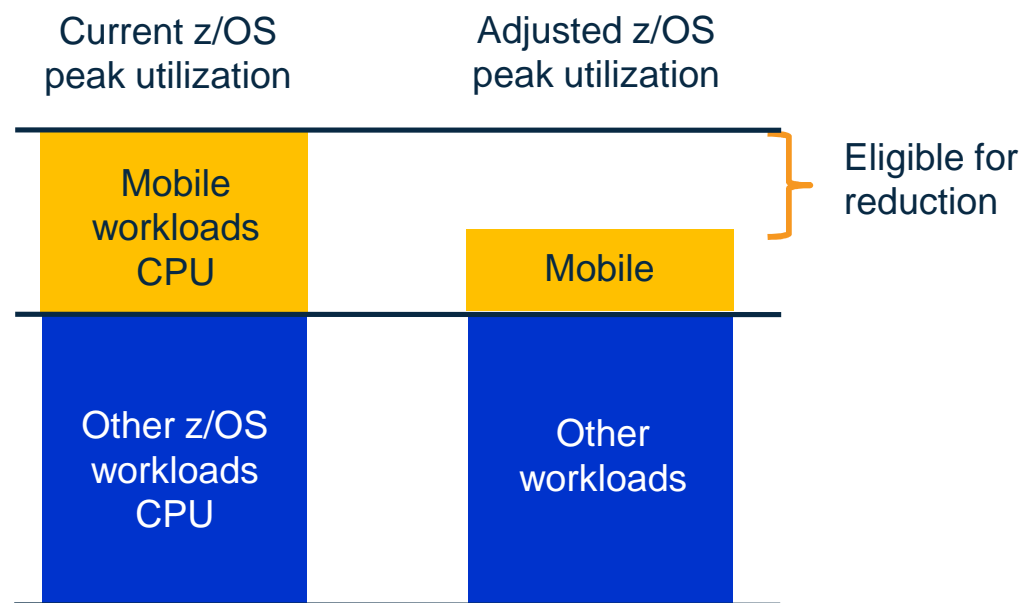 Current z/OS
peak utilization
Adjusted z/OS
peak utilization
Mobile
workloads
CPU
Mobile
Eligible for
reduction
Other z/OS
workloads
CPU
Other
workloads